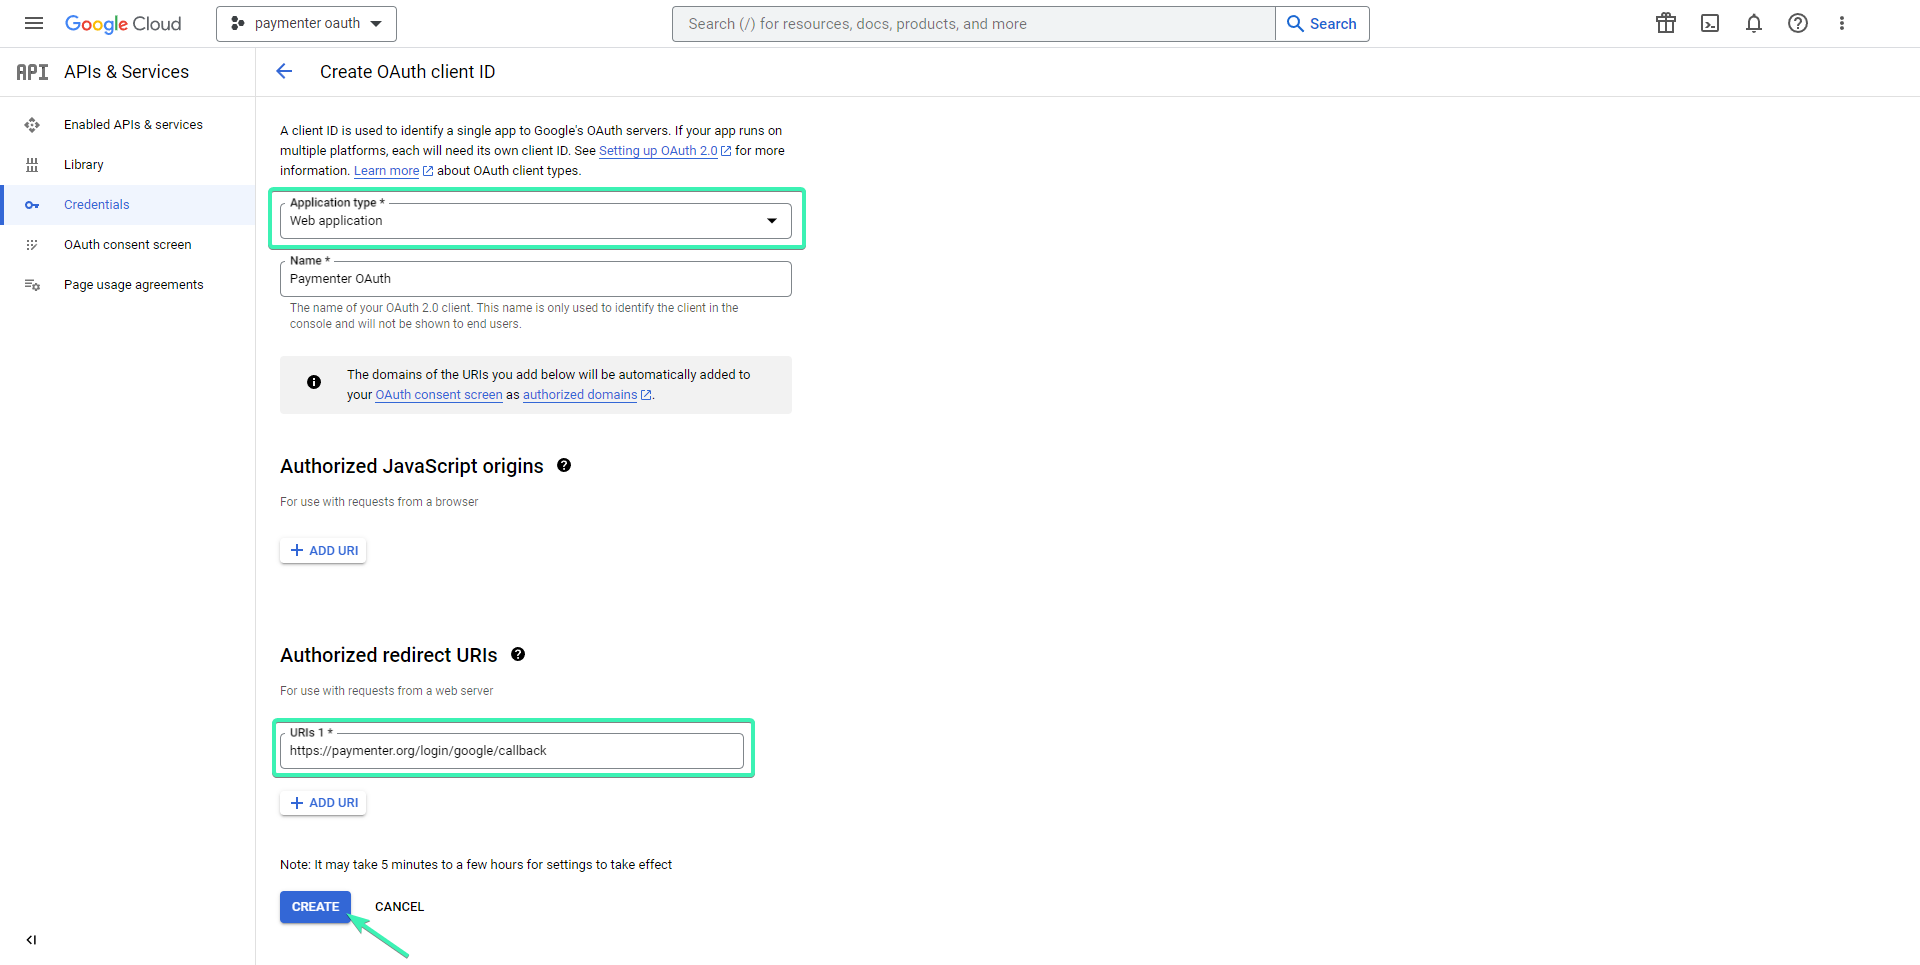 Google Cloud
paymenter oauth
Search (/) for resources, docs, products, and more
Search
API
APIs & Services
Create OAuth client ID
Enabled APIs & services
Library
Credentials
OAuth consent screen
Page usage agreements
A client ID is used to identify a single app to Google's OAuth servers. If your app runs on
multiple platforms, each will need its own client ID. See Setting up OAuth 2.0 for more
information. Learn more about OAuth client types.
Application type *
Web application
Name *
Paymenter OAuth
The name of your OAuth 2.0 client. This name is only used to identify the client in the
console and will not be shown to end users.
The domains of the URIs you add below will be automatically added to
your OAuth consent screen as authorized domains.
Authorized JavaScript origins
For use with requests from a browser
ADD URI
Authorized redirect URIs
For use with requests from a web server
URIs 1 *
https://paymenter.org/login/google/callback
ADD URI
Note: It may take 5 minutes to a few hours for settings to take effect
CREATE
CANCEL